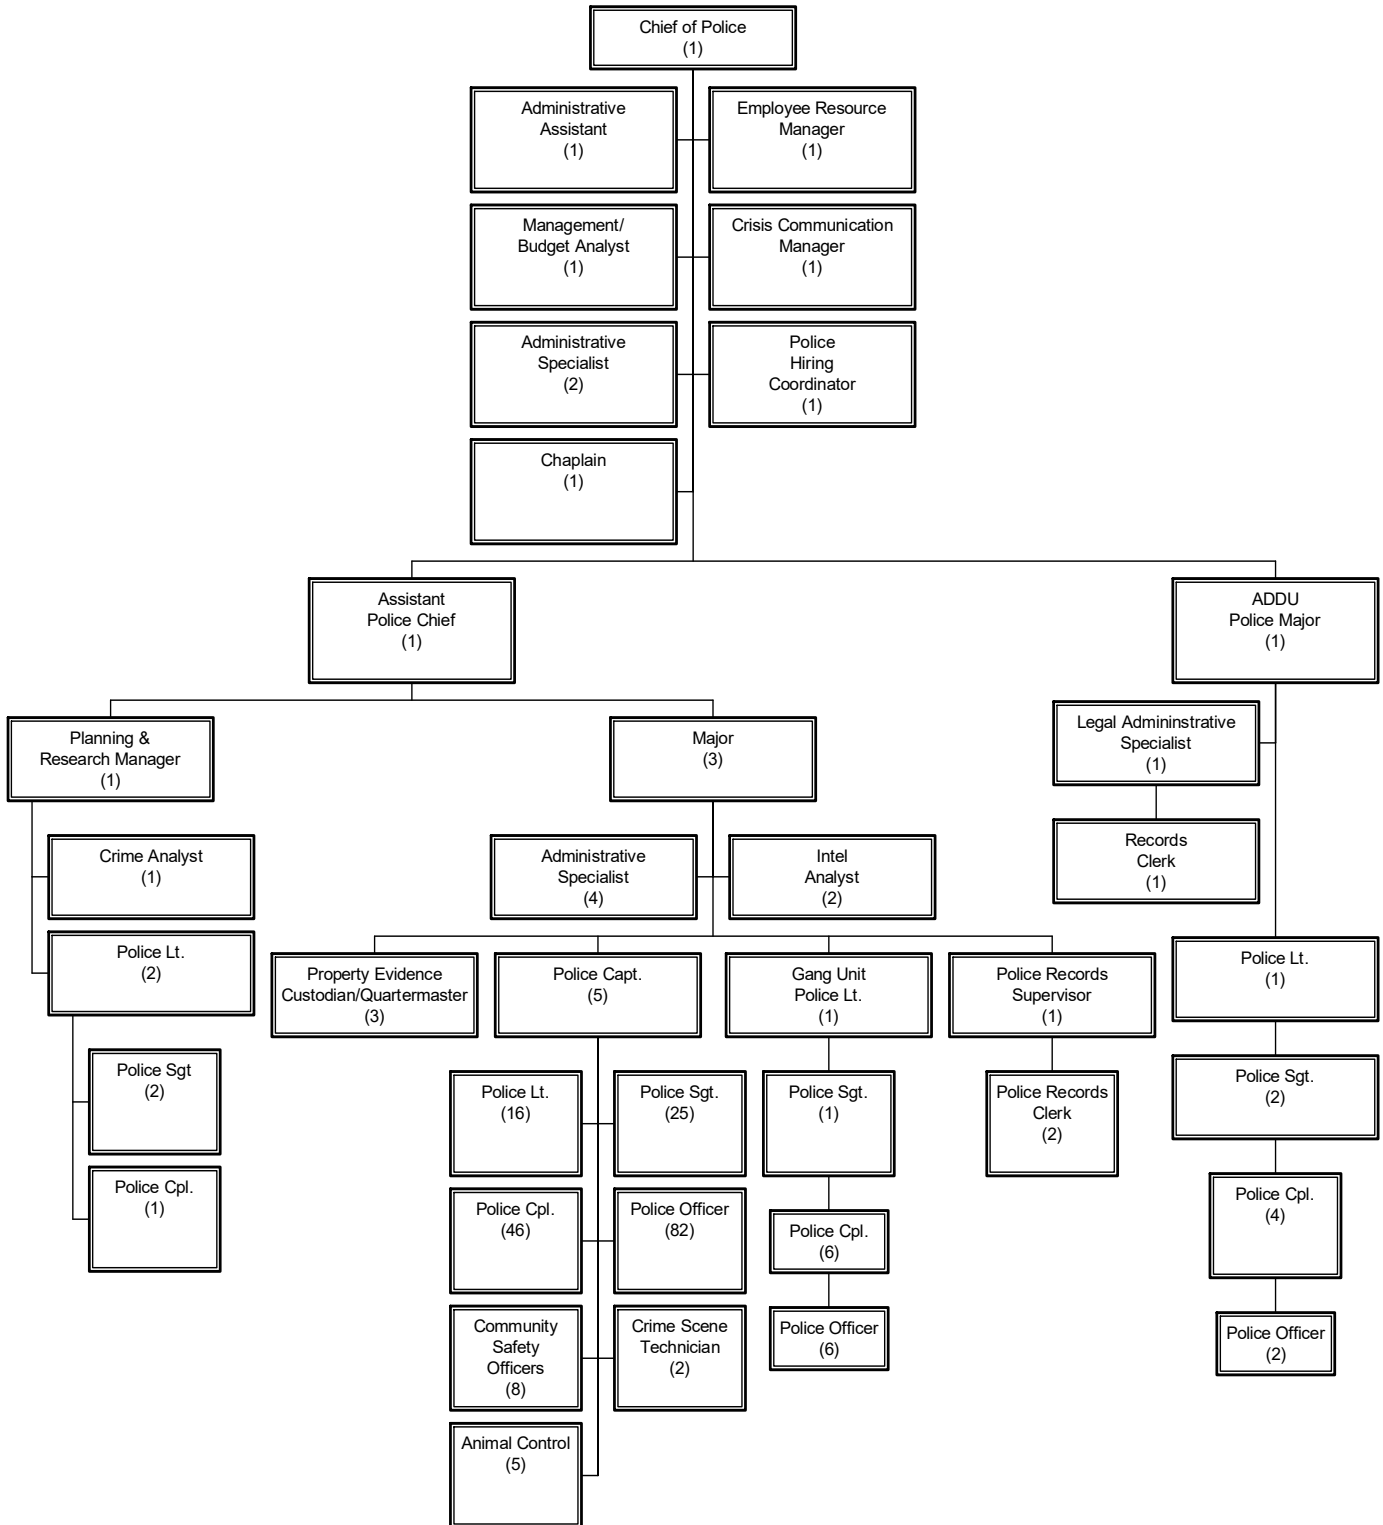 Chief of Police
(1)
Administrative
Assistant
(1)
Employee Resource
Manager
(1)
Management/
Budget Analyst
(1)
Crisis Communication
Manager
(1)
Administrative
Specialist
(2)
Police
Hiring
Coordinator
(1)
Chaplain
(1)
Assistant
Police Chief
(1)
ADDU
Police Major
(1)
Planning &
Research Manager
(1)
Major
(3)
Legal Admininstrative
Specialist
(1)
Crime Analyst
(1)
Administrative
Specialist
(4)
Intel
Analyst
(2)
Records
Clerk
(1)
Police Lt.
(2)
Property Evidence
Custodian/Quartermaster
(3)
Police Capt.
(5)
Gang Unit
Police Lt.
(1)
Police Records
Supervisor
(1)
Police Lt.
(1)
Police Sgt
(2)
Police Lt.
(16)
Police Sgt.
(25)
Police Sgt.
(1)
Police Records
Clerk
(2)
Police Sgt.
(2)
Police Cpl.
(1)
Police Cpl.
(46)
Police Officer
(82)
Police Cpl.
(6)
Police Cpl.
(4)
Community
Safety
Officers
(8)
Crime Scene
Technician
(2)
Police Officer
(6)
Police Officer
(2)
Animal Control
(5)